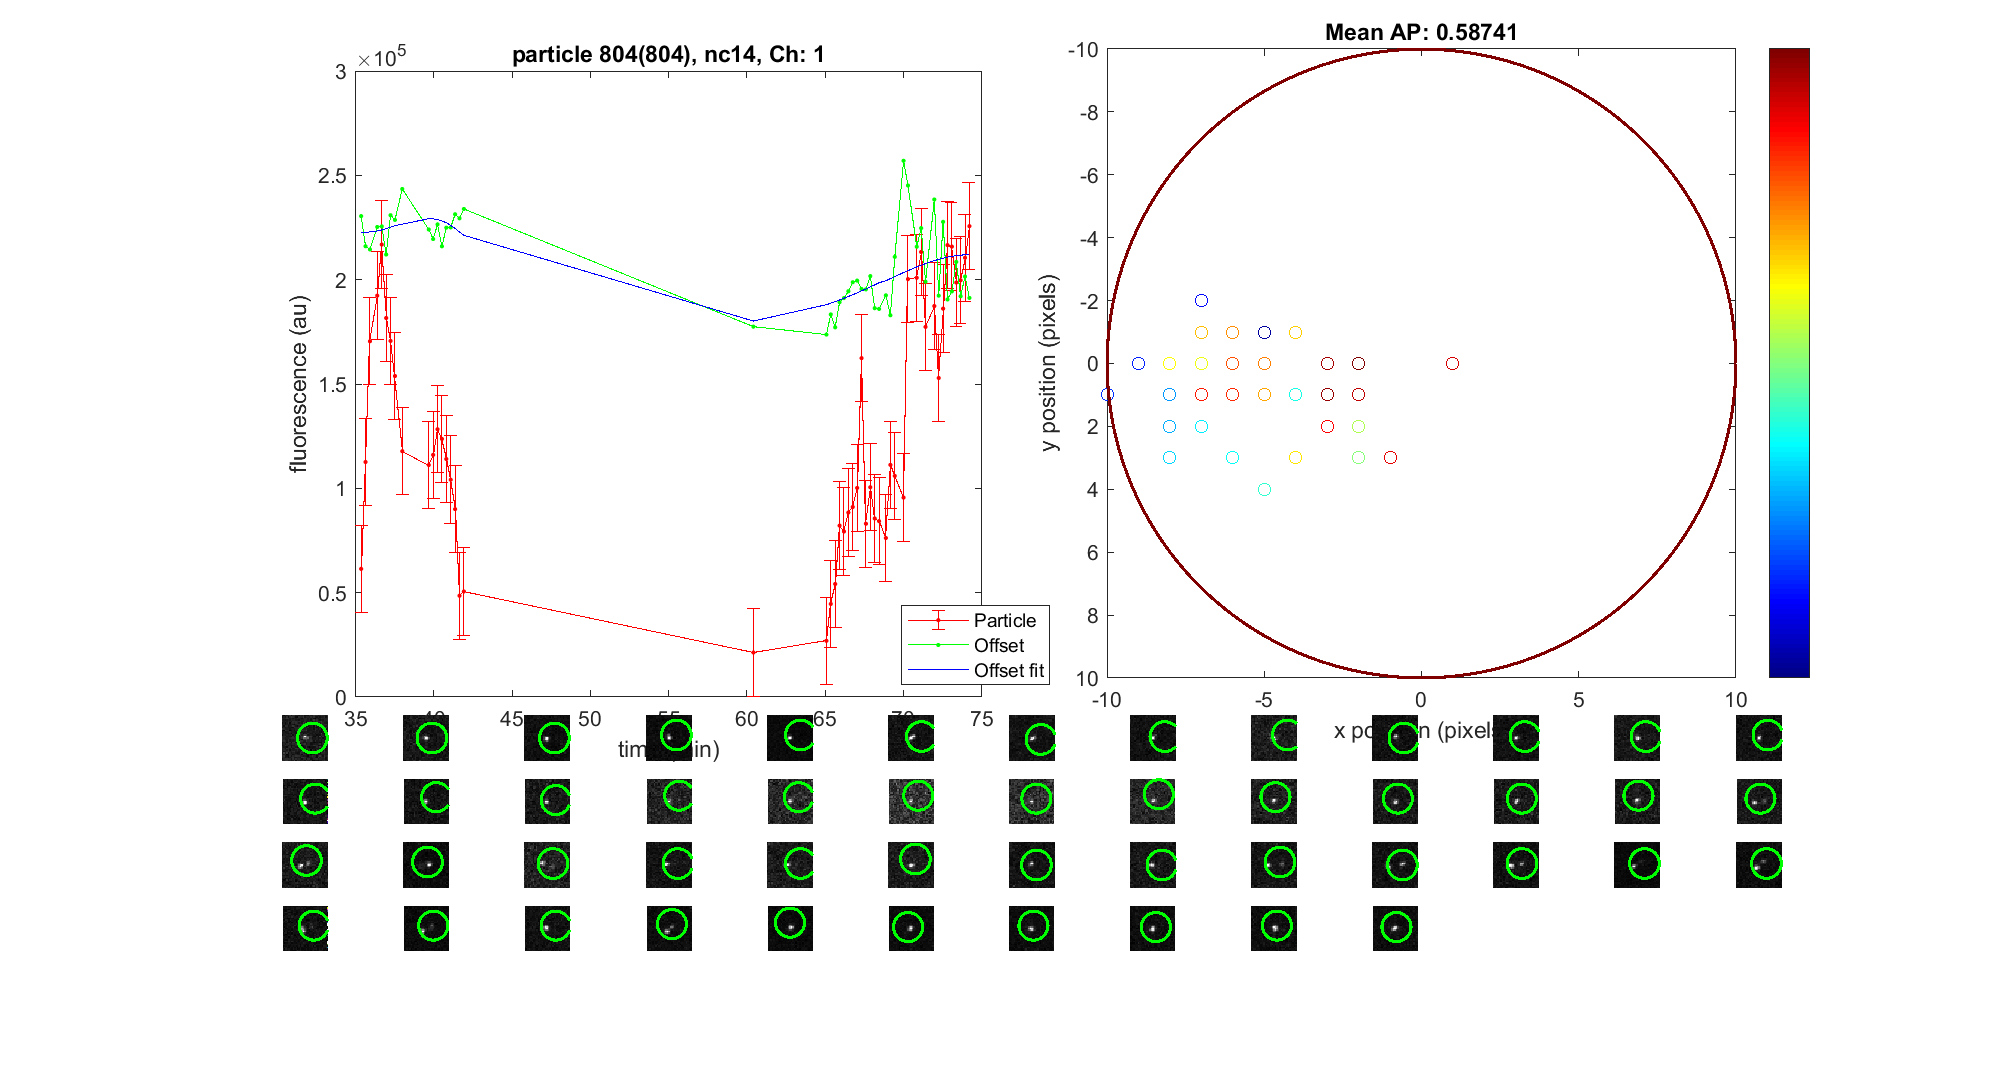 particle 804(804), nc14, Ch: 1
×10^5
3
2.5
2
1.5
1
0.5
0
fluorescence (au)
35 45 50 55 60 65 75
Particle
Offset
Offset fit
Mean AP: 0.58741
-10
-8
-6
-4
-2
0
2
4
6
8
10
y position (pixels)
-10 -5 0 5 10